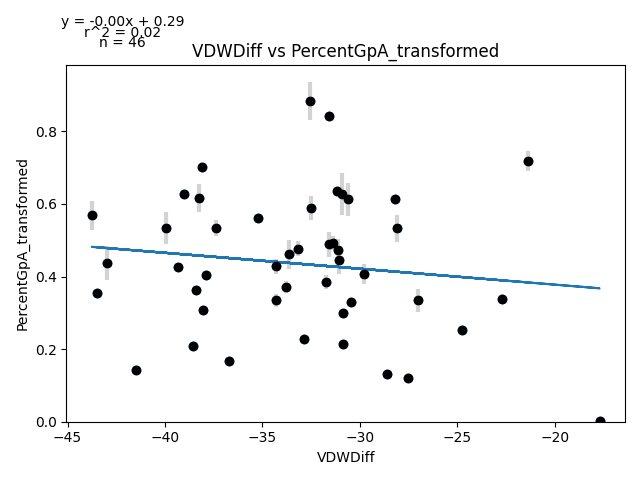 y = -0.00x + 0.29
r^2 = 0.02
n = 46
VDWDiff vs PercentGpA_transformed
PercentGpA_transformed
0.8
0.6
0.4
0.2
0.0
−45 −40 −35 −30 −25 −20
VDWDiff